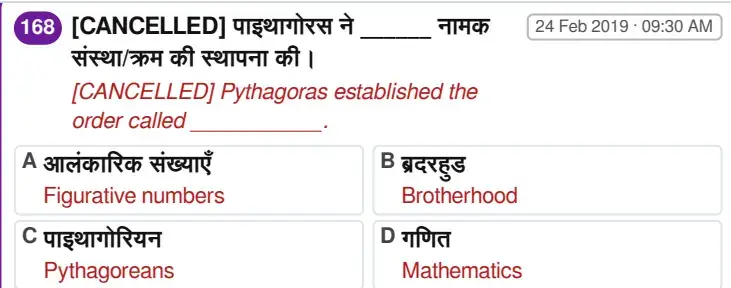 168 [CANCELLED] पाइथागोरस ने ______ नामक 24 Feb 2019 · 09:30 AM
संस्था/क्रम की स्थापना की।
[CANCELLED] Pythagoras established the
order called ____________.
A आलंकारिक संख्याएँ B ब्रदरहुड
Figurative numbers Brotherhood
C पाइथागोरियन D गणित
Pythagoreans Mathematics